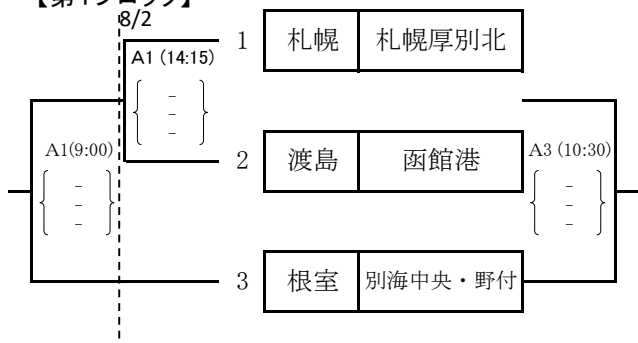 【第1ブロック】
8/2
A1 (14:15)
1 札幌 札幌厚別北
-
-
-
A1(9:00)
2 渡島 函館港
A3 (10:30)
-
-
-
-
-
-
3 根室 別海中央・野付